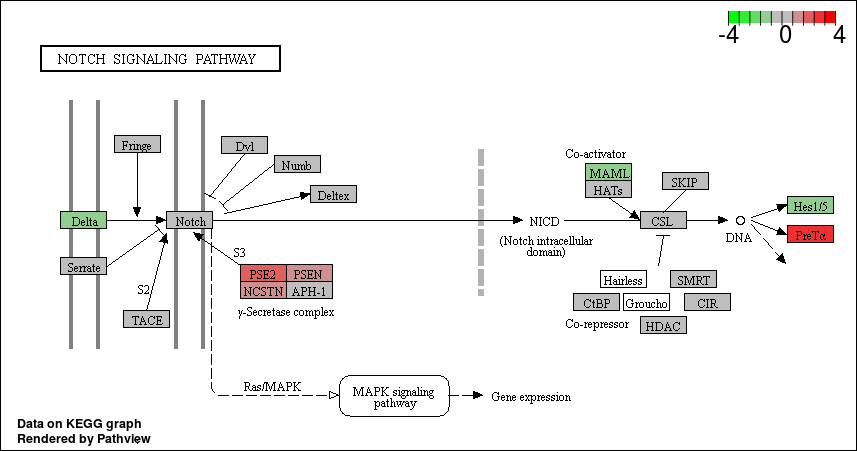 -4 0 4
NOTCH SIGNALING PATHWAY
Fringe
Dvl
Numb
Deltex
Delta
Notch
Serrate
S2
TACE
S3
PSE2 PSEN
NCSTN APH-1
γ-Secretase complex
Co-activator
MAML
HATs
SKIP
NICD
(Notch intracellular
domain)
CSL
DNA
Hes1/5
PreTα
Hairless
SMRT
CtBP
Groucho
CIR
Co-repressor
HDAC
Ras/MAPK
MAPK signaling
pathway
Gene expression
Data on KEGG graph
Rendered by Pathview